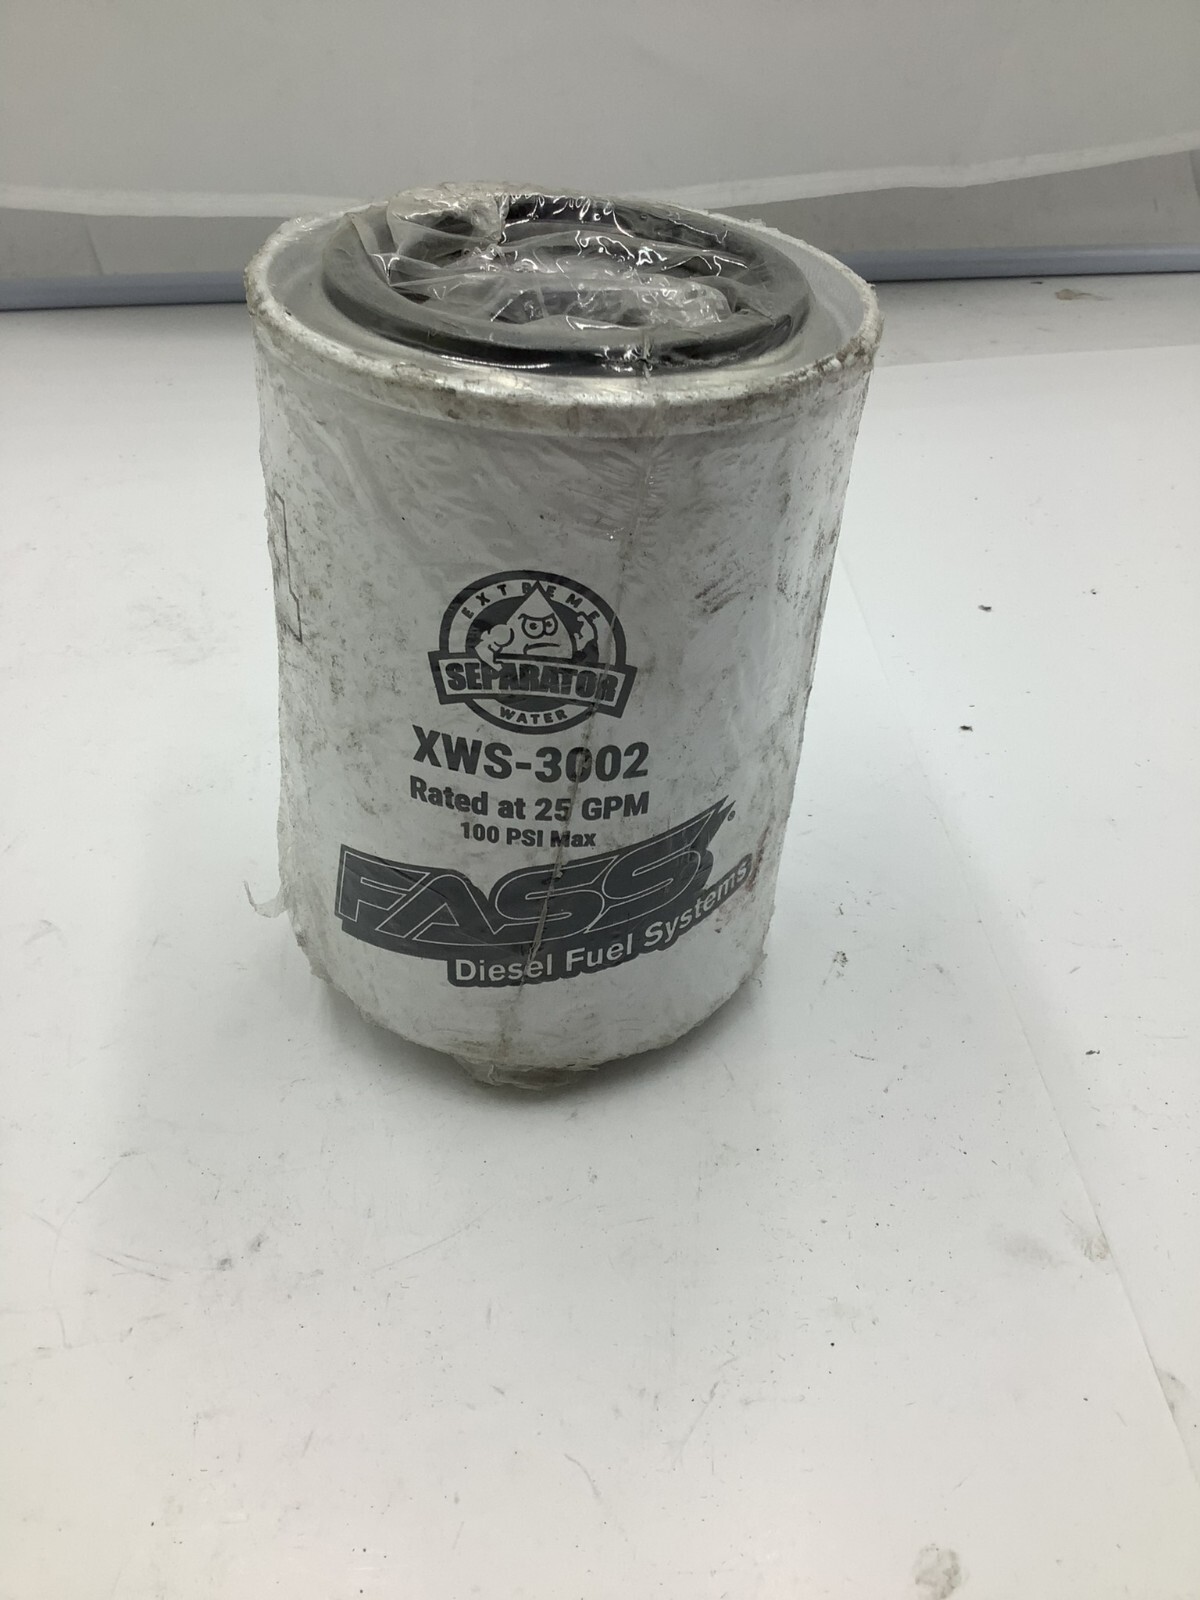 EXTREME
SEPARATOR
WATER
XWS-3002
Rated at 25 GPM
100 PSI Max
FASS®
Diesel Fuel Systems